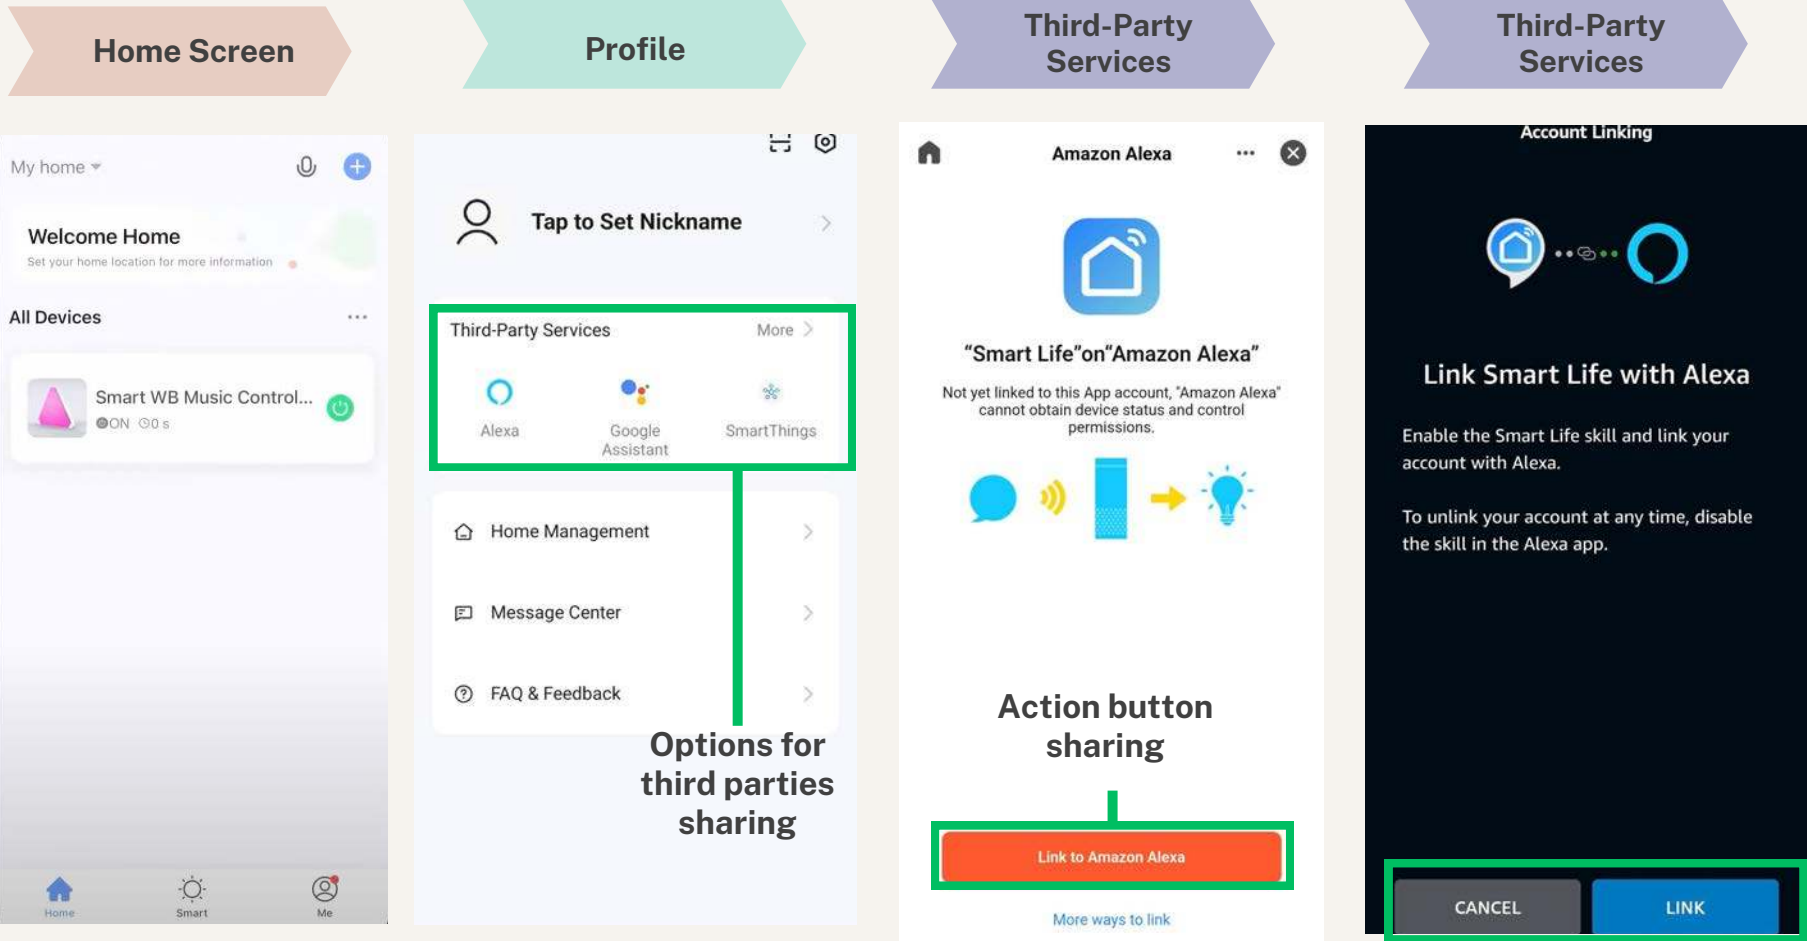 Home Screen
Profile
Third-Party
Services
Third-Party
Services
My home
Welcome Home
Set your home location for more information
All Devices
Smart WB Music Control...
ON 0 s
Home
Smart
Me
Tap to Set Nickname
Third-Party Services
More
Alexa
Google
Assistant
SmartThings
Home Management
Message Center
FAQ & Feedback
Options for
third parties
sharing
Amazon Alexa
“Smart Life”on“Amazon Alexa”
Not yet linked to this App account, "Amazon Alexa"
cannot obtain device status and control
permissions.
Action button
sharing
Link to Amazon Alexa
More ways to link
Account Linking
Link Smart Life with Alexa
Enable the Smart Life skill and link your
account with Alexa.
To unlink your account at any time, disable
the skill in the Alexa app.
CANCEL
LINK